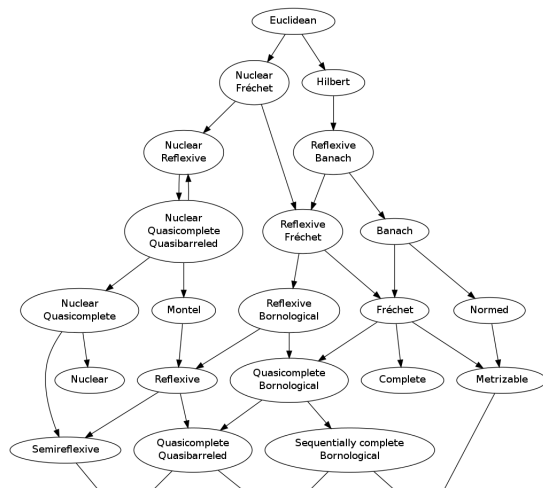 Euclidean
Nuclear
Fréchet
Hilbert
Nuclear
Reflexive
Reflexive
Banach
Nuclear
Quasicomplete
Quasibarreled
Reflexive
Fréchet
Banach
Nuclear
Quasicomplete
Montel
Reflexive
Bornological
Fréchet
Normed
Nuclear
Reflexive
Quasicomplete
Bornological
Complete
Metrizable
Semireflexive
Quasicomplete
Quasibarreled
Sequentially complete
Bornological